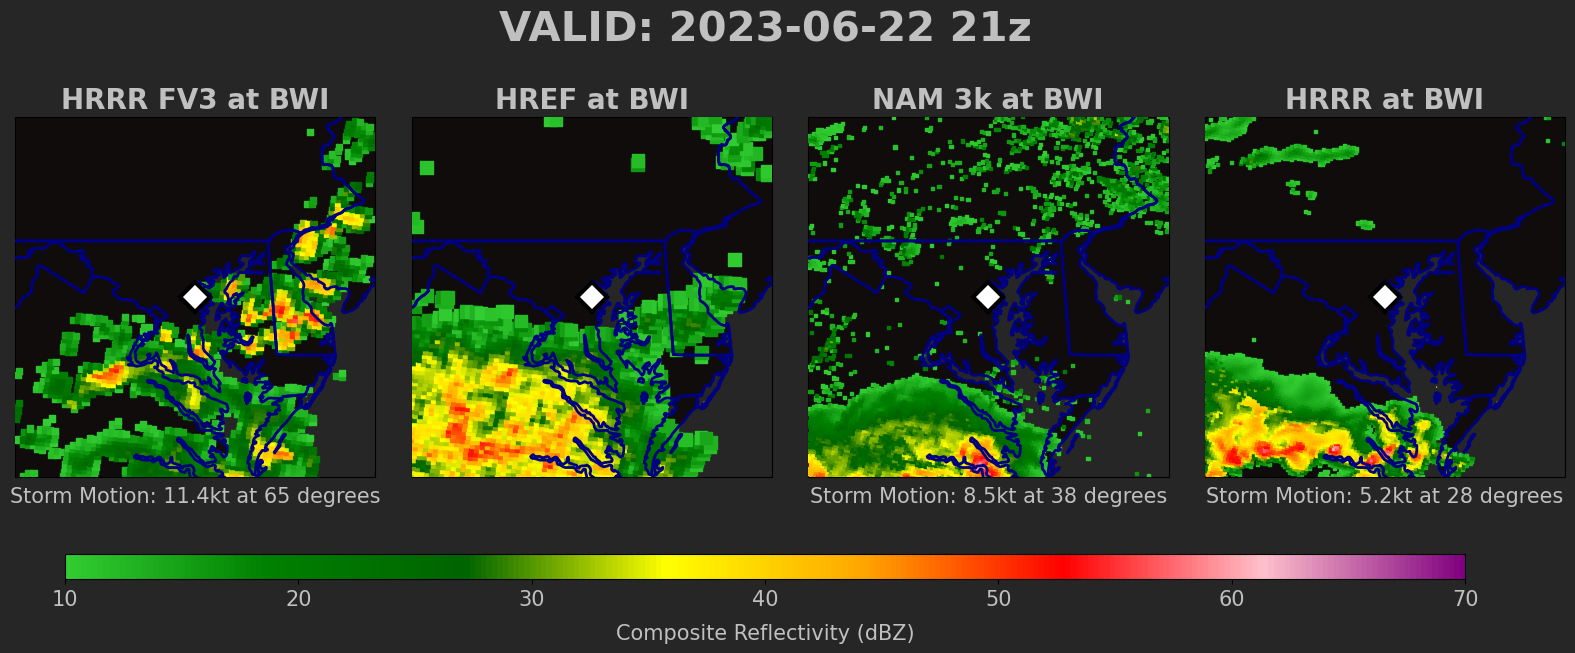 VALID: 2023-06-22 21z
HRRR FV3 at BWI
HREF at BWI
NAM 3k at BWI
HRRR at BWI
Storm Motion: 11.4kt at 65 degrees
Storm Motion: 8.5kt at 38 degrees
Storm Motion: 5.2kt at 28 degrees
10 20 30 40 50 60 70
Composite Reflectivity (dBZ)